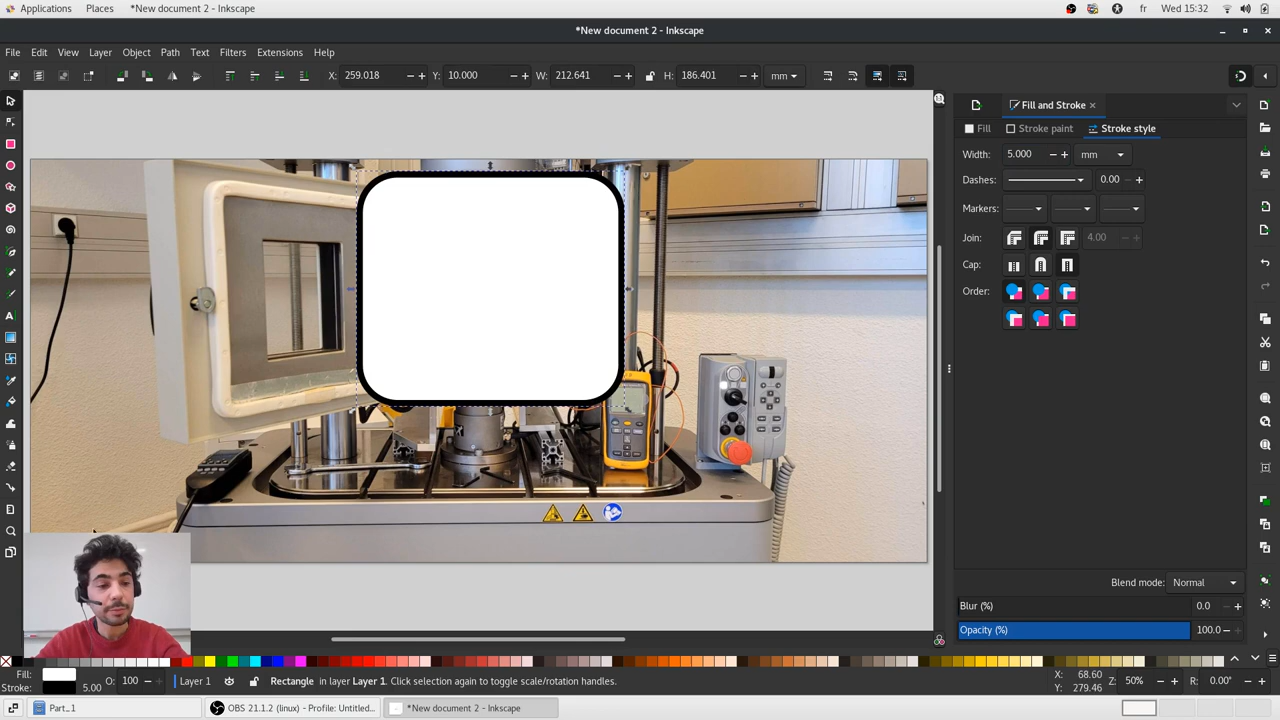 Applications Places *New document 2 - Inkscape fr Wed 15:32
*New document 2 - Inkscape
File Edit View Layer Object Path Text Filters Extensions Help
X: 259.018 - + Y: 10.000 - + W: 212.641 - + H: 186.401 - + mm
Fill and Stroke
Fill Stroke paint Stroke style
Width: 5.000 - + mm
Dashes: 0.00 - +
Markers:
Join: 4.00 - +
Cap:
Order:
Blend mode: Normal
Blur (%) 0.0 - +
Opacity (%) 100.0 - +
Fill:
Stroke: 5.00 O: 100 - + Layer 1 Rectangle in layer Layer 1. Click selection again to toggle scale/rotation handles. X: 68.60 Z: 50% - + R: 0.00° - +
Y: 279.46
Part_1 OBS 21.1.2 (linux) - Profile: Untitled... *New document 2 - Inkscape